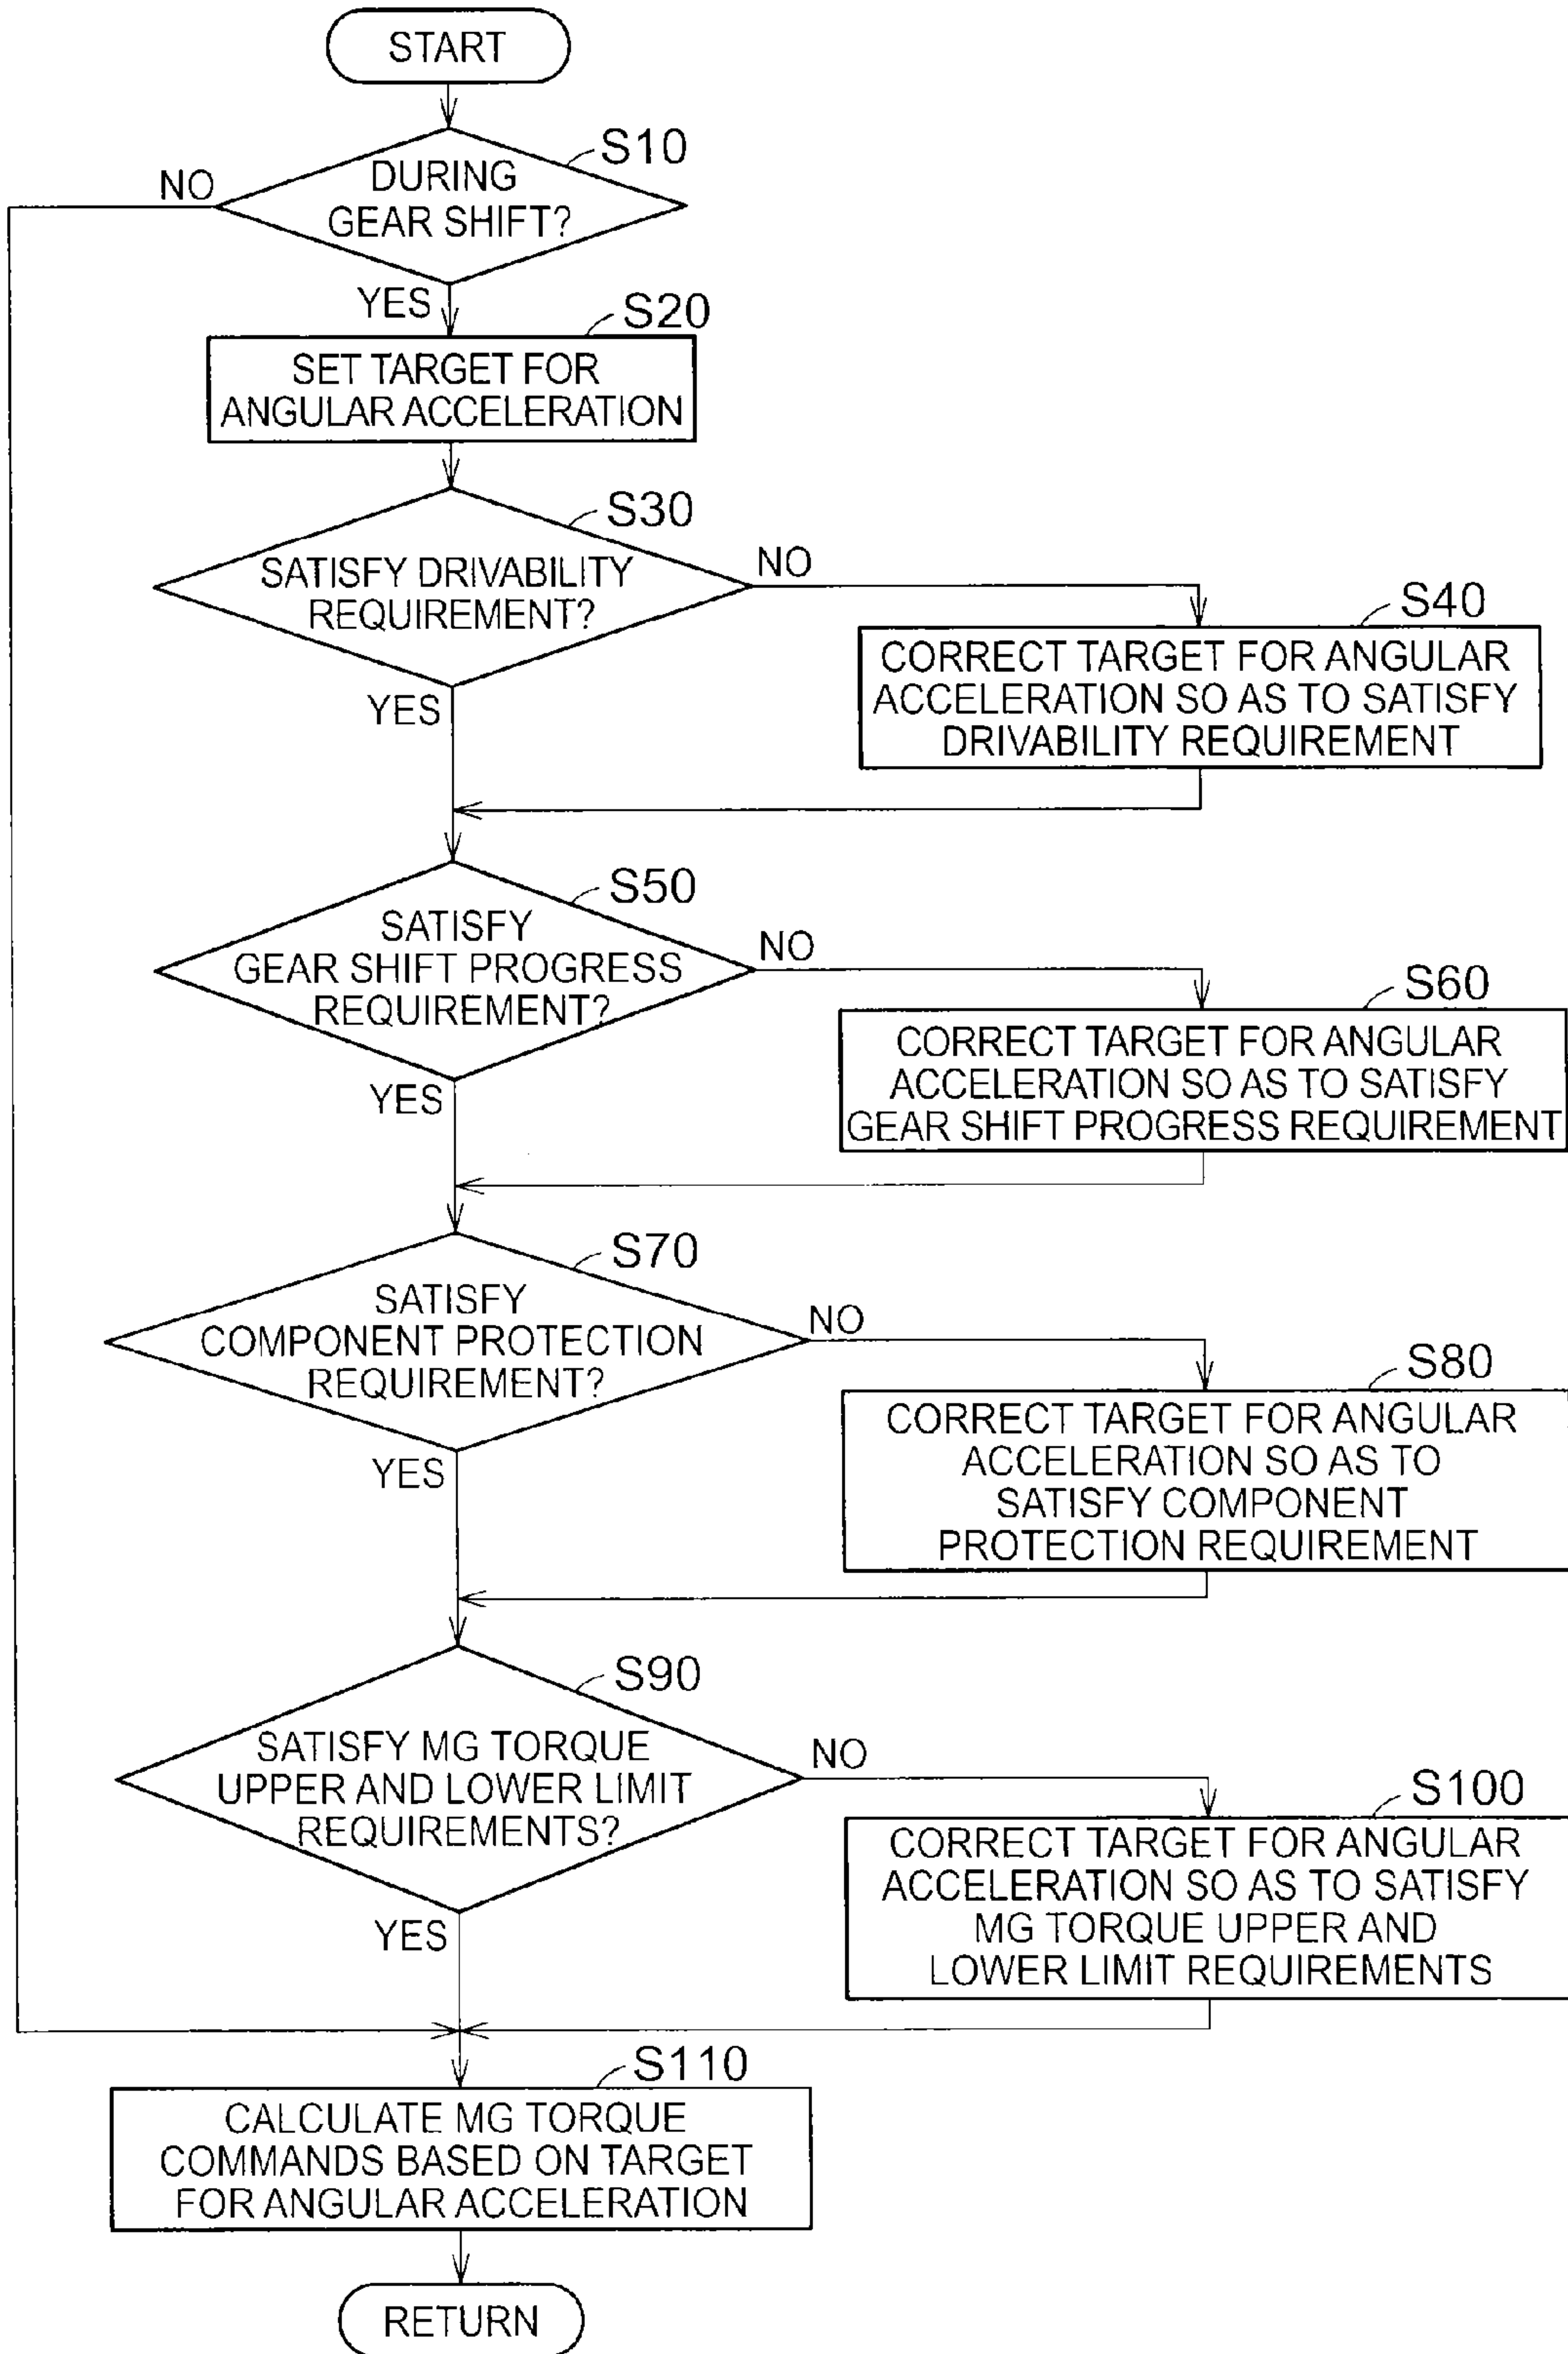 START
S10
NO
DURING
GEAR SHIFT?
YES
S20
SET TARGET FOR
ANGULAR ACCELERATION
S30
SATISFY DRIVABILITY
REQUIREMENT?
NO
S40
CORRECT TARGET FOR ANGULAR
ACCELERATION SO AS TO SATISFY
DRIVABILITY REQUIREMENT
YES
S50
SATISFY
GEAR SHIFT PROGRESS
REQUIREMENT?
NO
S60
CORRECT TARGET FOR ANGULAR
ACCELERATION SO AS TO SATISFY
GEAR SHIFT PROGRESS REQUIREMENT
YES
S70
SATISFY
COMPONENT PROTECTION
REQUIREMENT?
NO
S80
CORRECT TARGET FOR ANGULAR
ACCELERATION SO AS TO
SATISFY COMPONENT
PROTECTION REQUIREMENT
YES
S90
SATISFY MG TORQUE
UPPER AND LOWER LIMIT
REQUIREMENTS?
NO
S100
CORRECT TARGET FOR ANGULAR
ACCELERATION SO AS TO SATISFY
MG TORQUE UPPER AND
LOWER LIMIT REQUIREMENTS
YES
S110
CALCULATE MG TORQUE
COMMANDS BASED ON TARGET
FOR ANGULAR ACCELERATION
RETURN